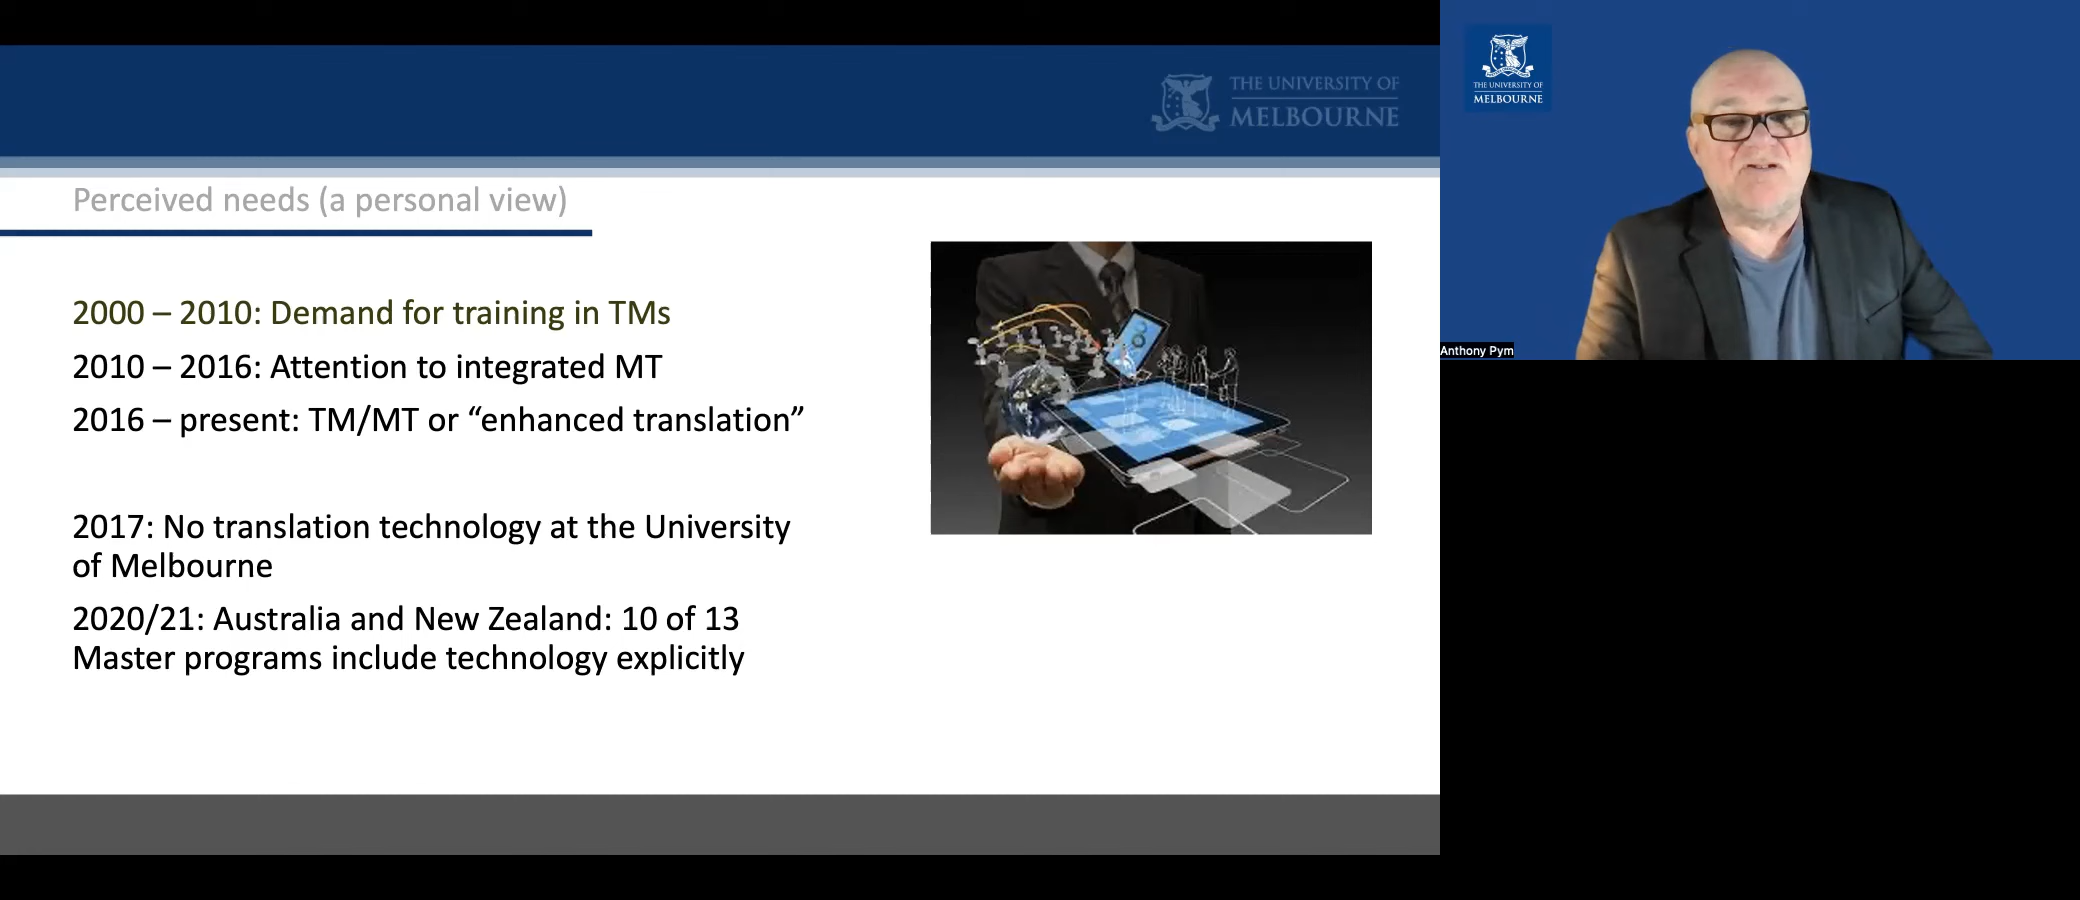 THE UNIVERSITY OF
MELBOURNE
Perceived needs (a personal view)
2000 – 2010: Demand for training in TMs
2010 – 2016: Attention to integrated MT
2016 – present: TM/MT or “enhanced translation”
2017: No translation technology at the University
of Melbourne
2020/21: Australia and New Zealand: 10 of 13
Master programs include technology explicitly
THE UNIVERSITY OF
MELBOURNE
Anthony Pym